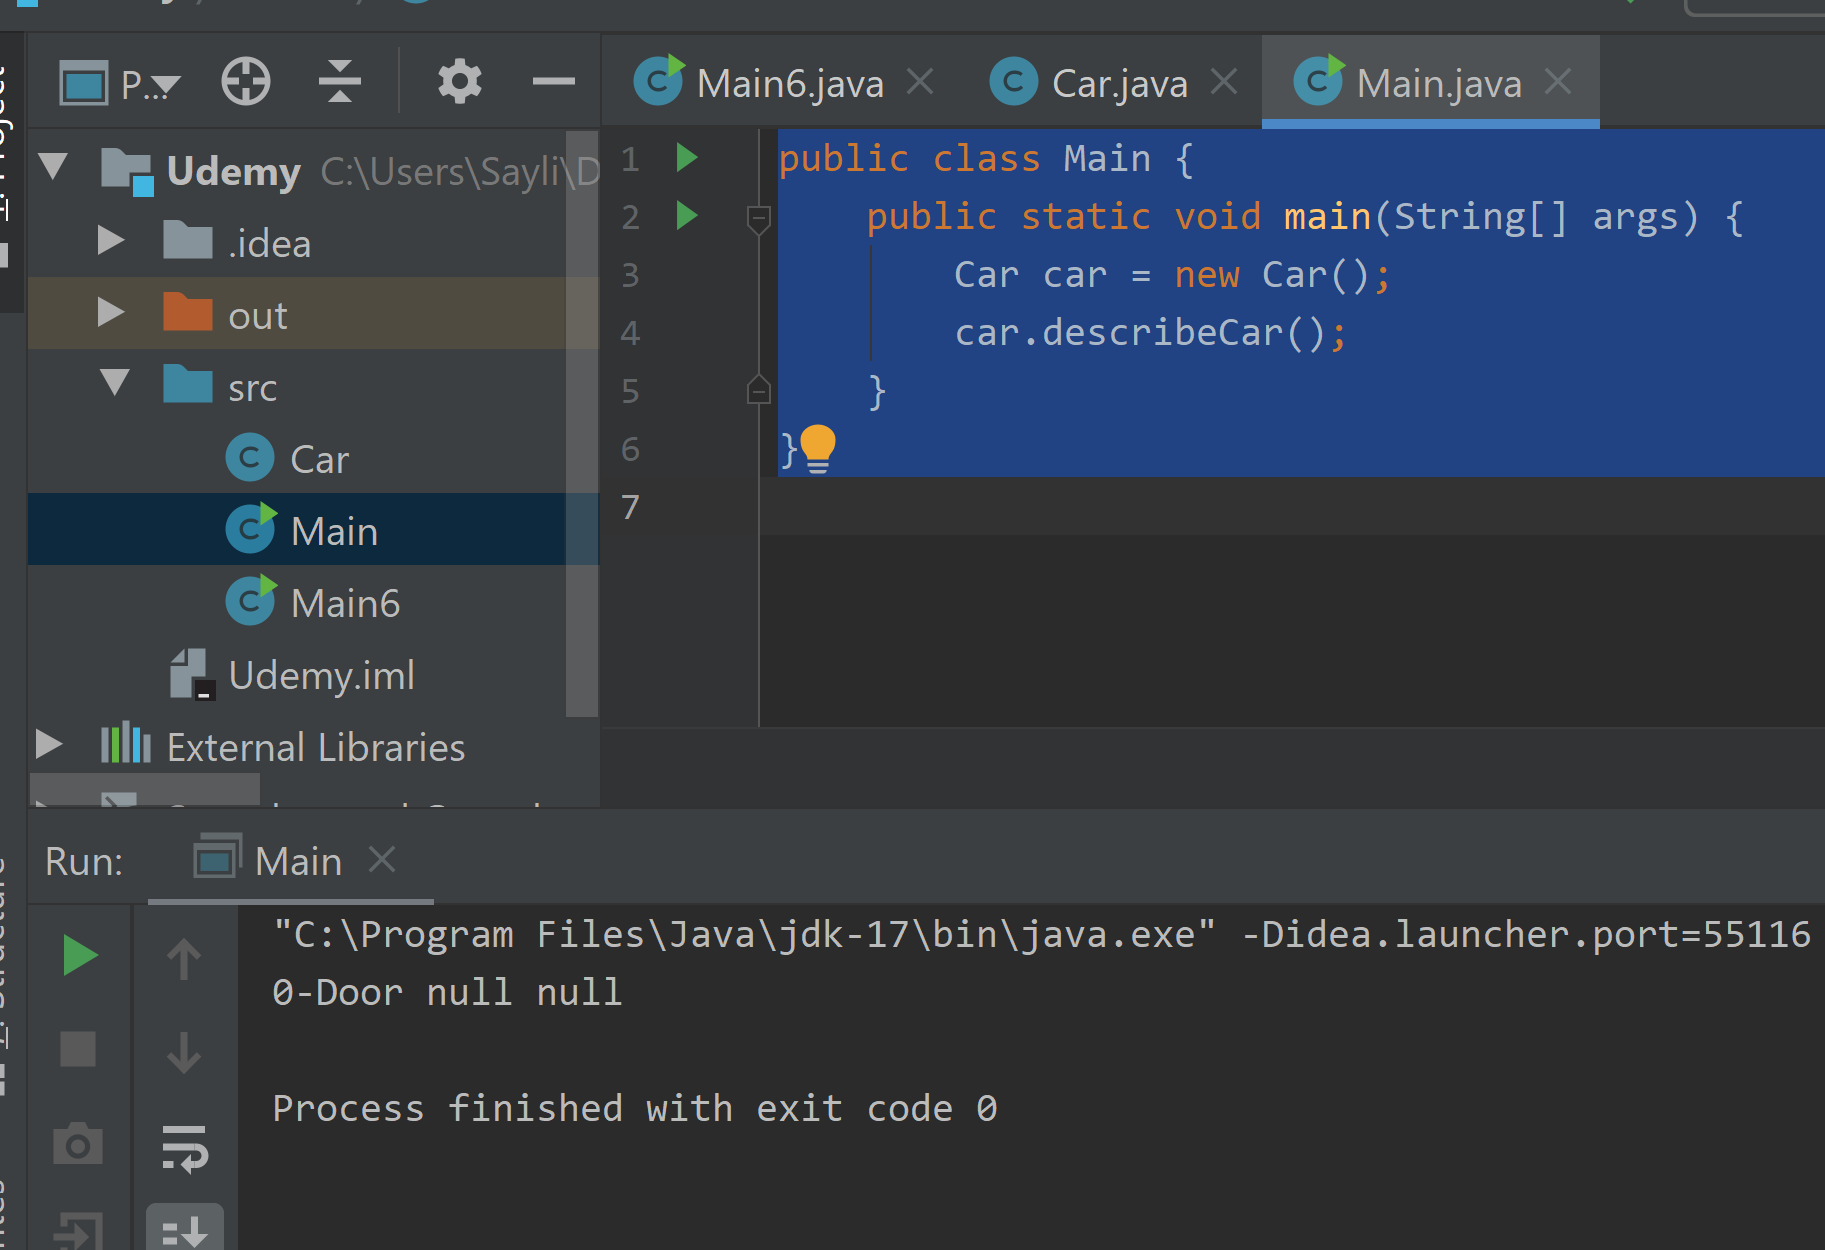 P...
Main6.java
Car.java
Main.java
Udemy C:\Users\Sayli\D
.idea
out
src
Car
Main
Main6
Udemy.iml
External Libraries
1 public class Main {
2 public static void main(String[] args) {
3 Car car = new Car();
4 car.describeCar();
5 }
6 }
7
Run: Main
"C:\Program Files\Java\jdk-17\bin\java.exe" -Didea.launcher.port=55116
0-Door null null
Process finished with exit code 0